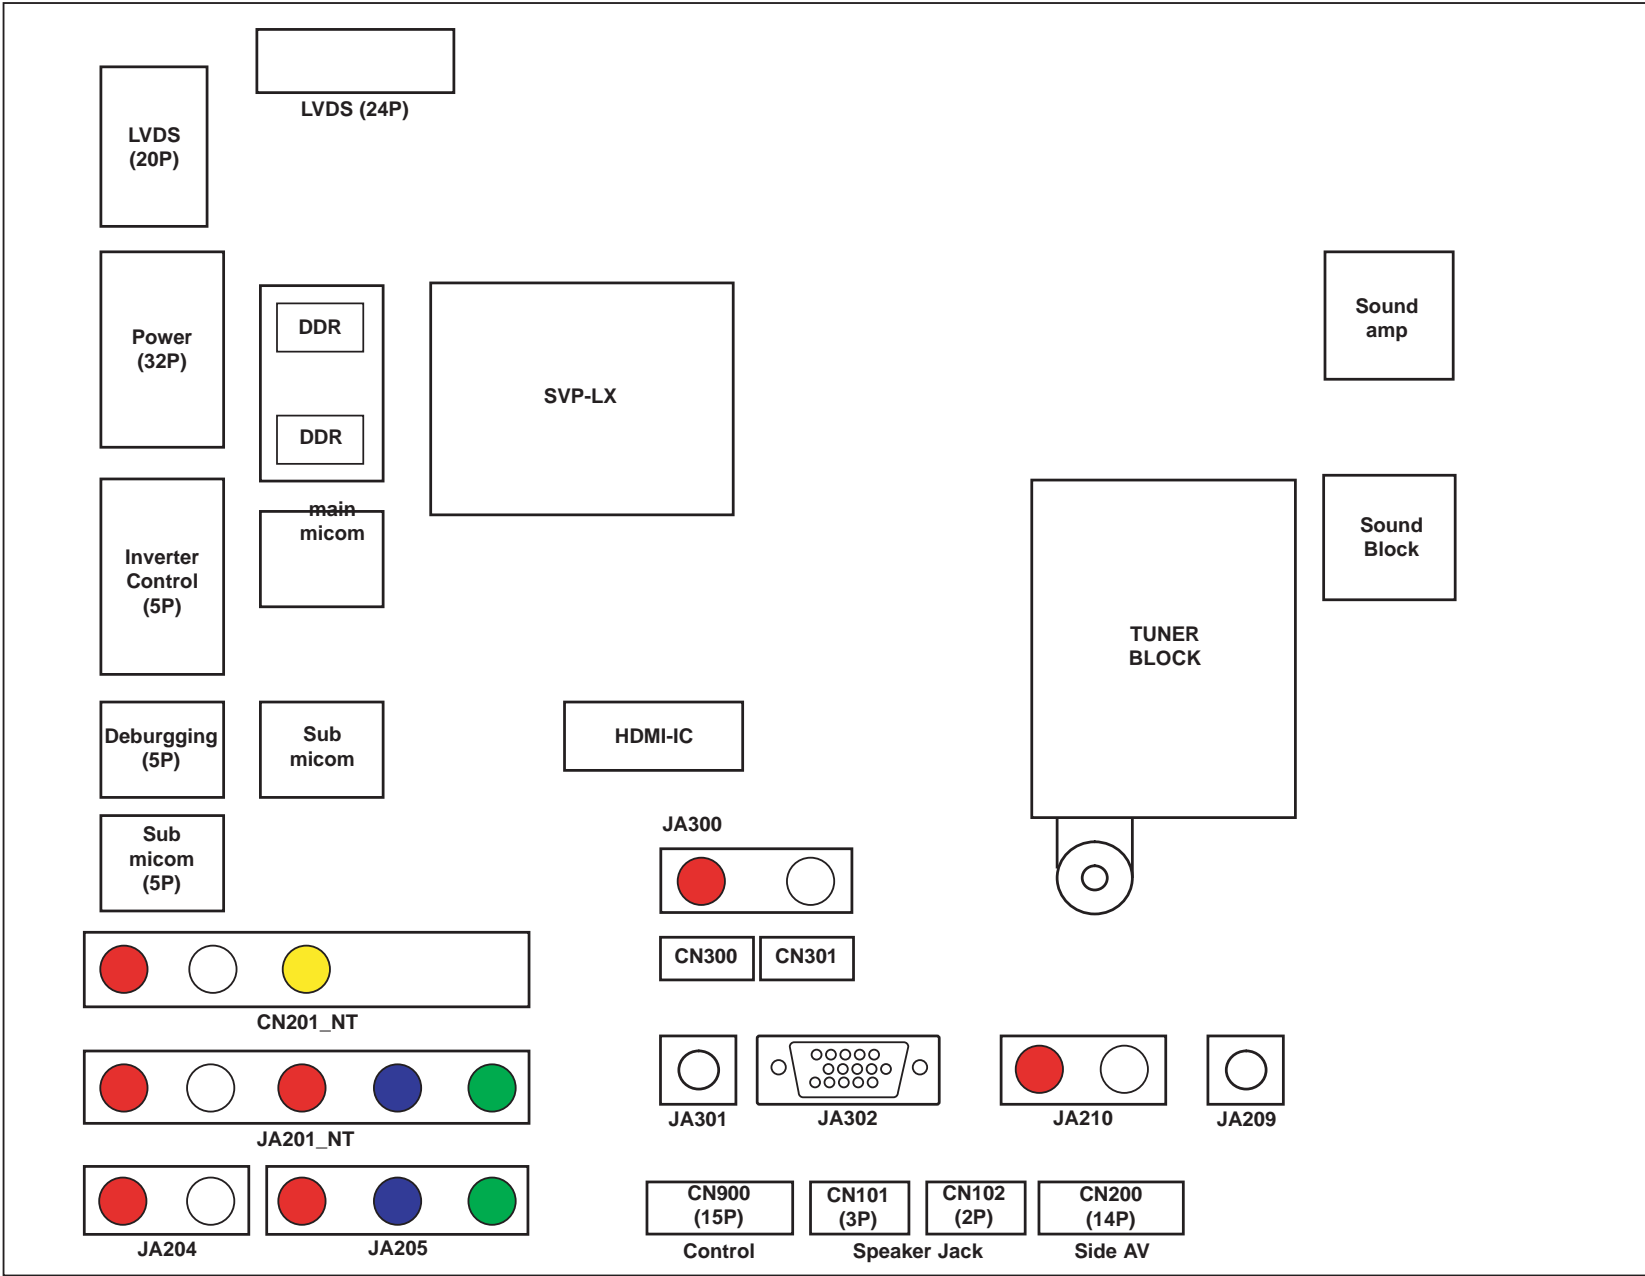 LVDS (24P)
LVDS
(20P)
Power
(32P)
DDR
DDR
SVP-LX
Sound
amp
main
micom
Inverter
Control
(5P)
Sound
Block
TUNER
BLOCK
Deburgging
(5P)
Sub
micom
HDMI-IC
Sub
micom
(5P)
JA300
CN300
CN301
CN201_NT
JA301
JA302
JA210
JA209
JA201_NT
CN900
(15P)
CN101
(3P)
CN102
(2P)
CN200
(14P)
JA204
JA205
Control
Speaker Jack
Side AV